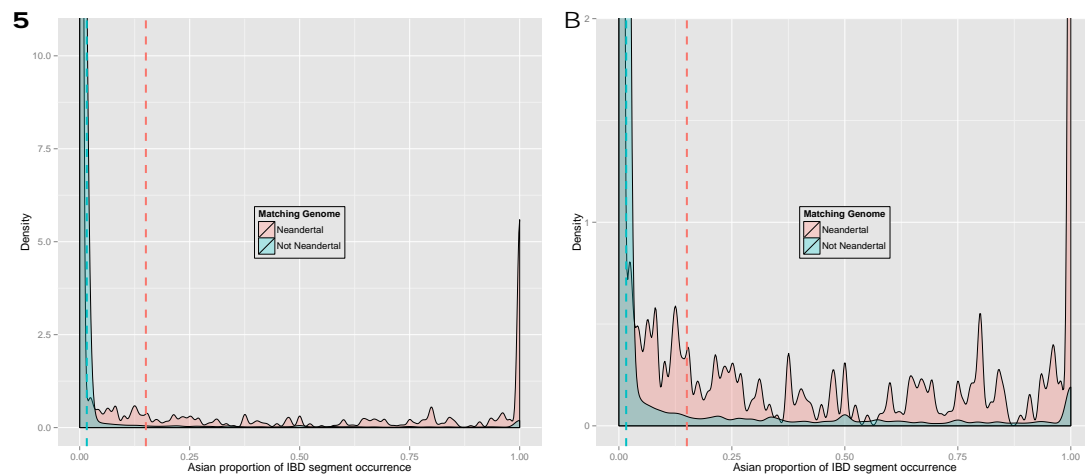 5
10.0
7.5
5.0
2.5
0.0
Density
Matching Genome
Neandertal
Not Neandertal
0.00 0.25 0.50 0.75 1.00
Asian proportion of IBD segment occurrence
B
2
1
0
Density
Matching Genome
Neandertal
Not Neandertal
0.00 0.25 0.50 0.75 1.00
Asian proportion of IBD segment occurrence